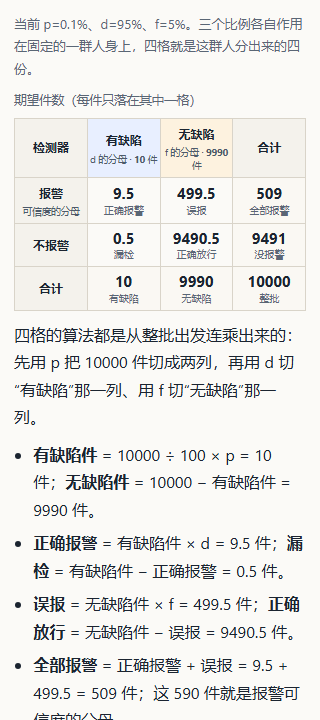 当前 p=0.1%、d=95%、f=5%。三个比例各自作用
在固定的一群人身上，四格就是这群人分出来的四
份。
期望件数（每件只落在其中一格）
检测器 有缺陷 无缺陷 合计
d 的分母 · 10 件 f 的分母 · 9990
件
报警 9.5 499.5 509
可信度的分母 正确报警 误报 全部报警
不报警 0.5 9490.5 9491
漏检 正确放行 没报警
合计 10 9990 10000
有缺陷 无缺陷 整批
四格的算法都是从整批出发连乘出来的：
先用 p 把 10000 件切成两列，再用 d 切
“有缺陷”那一列、用 f 切“无缺陷”那一
列。
• 有缺陷件 = 10000 ÷ 100 × p = 10
件；无缺陷件 = 10000 − 有缺陷件 =
9990 件。
• 正确报警 = 有缺陷件 × d = 9.5 件；漏
检 = 有缺陷件 − 正确报警 = 0.5 件。
• 误报 = 无缺陷件 × f = 499.5 件；正确
放行 = 无缺陷件 − 误报 = 9490.5 件。
• 全部报警 = 正确报警 + 误报 = 9.5 +
499.5 = 509 件；这 590 件就是报警可
信度的分母